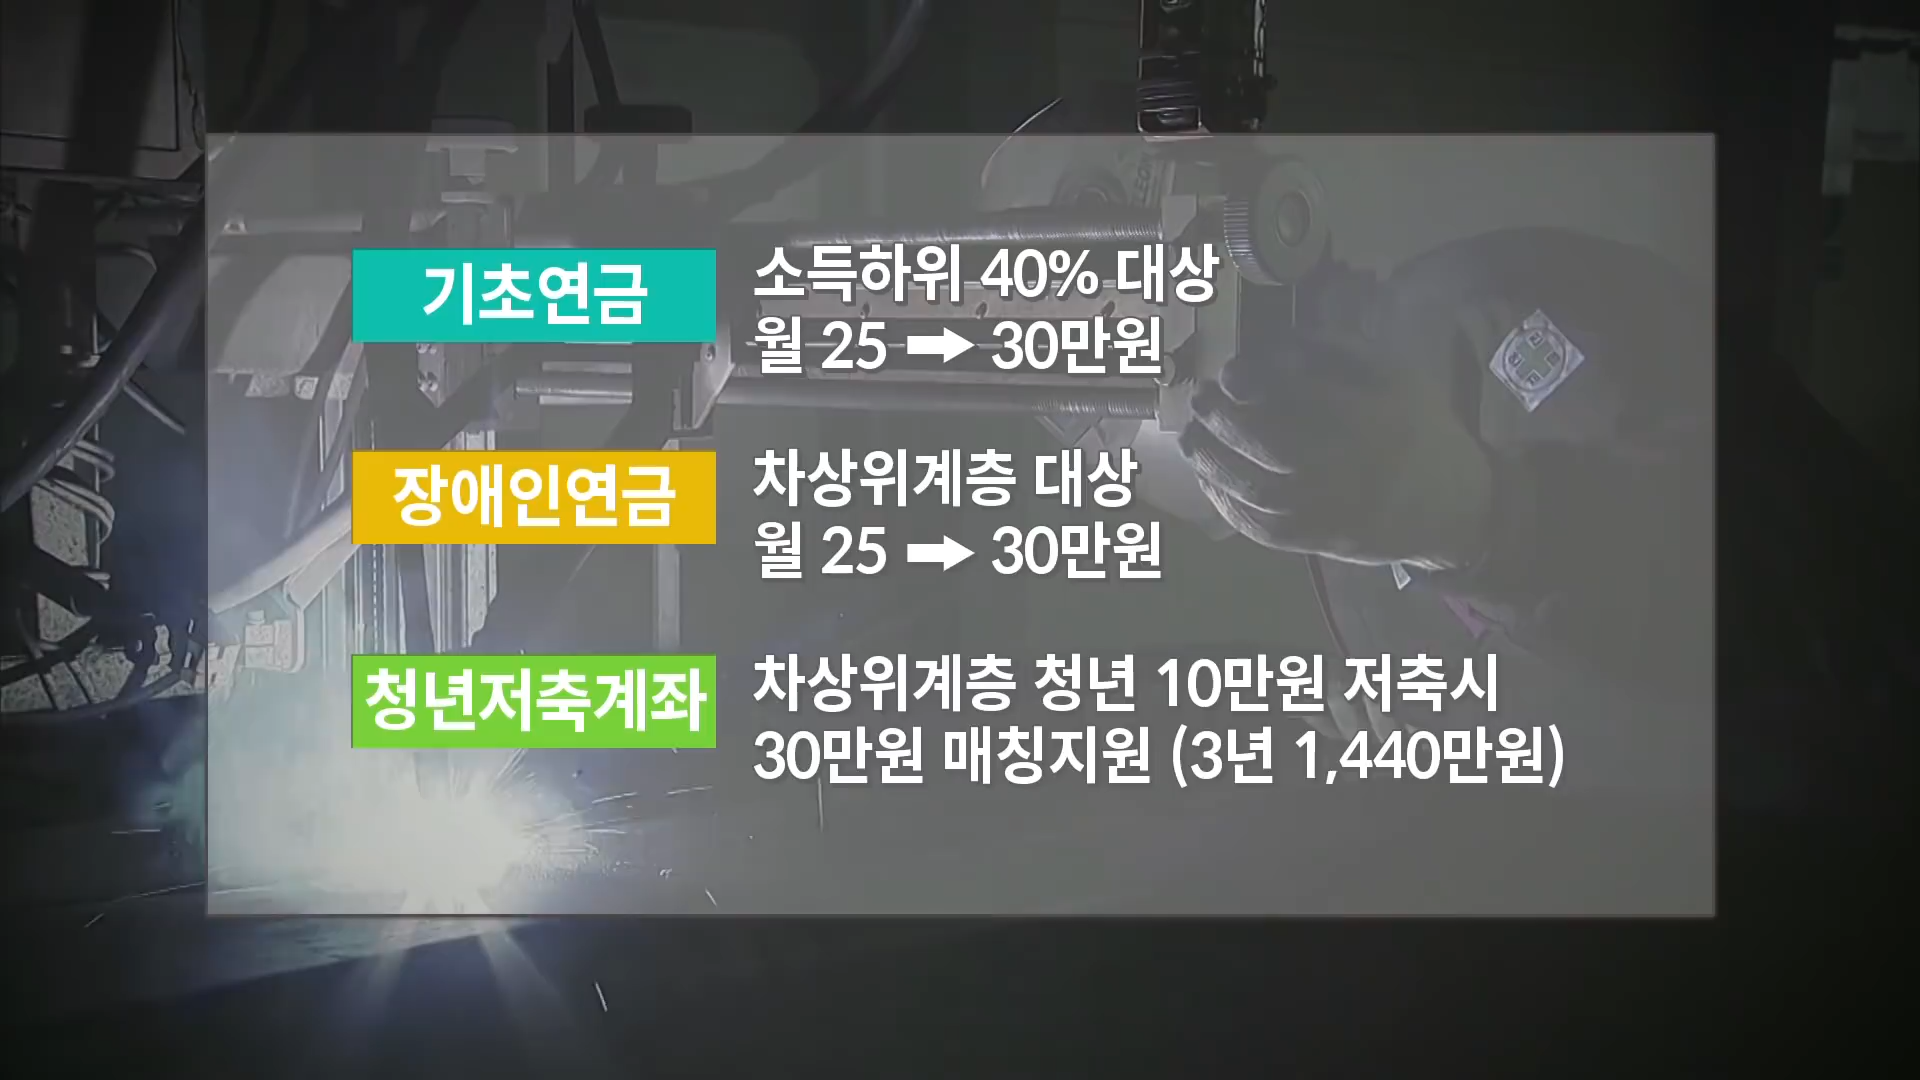 기초연금
소득하위 40% 대상
월 25 ➡ 30만원
장애인연금
차상위계층 대상
월 25 ➡ 30만원
청년저축계좌
차상위계층 청년 10만원 저축시
30만원 매칭지원 (3년 1,440만원)